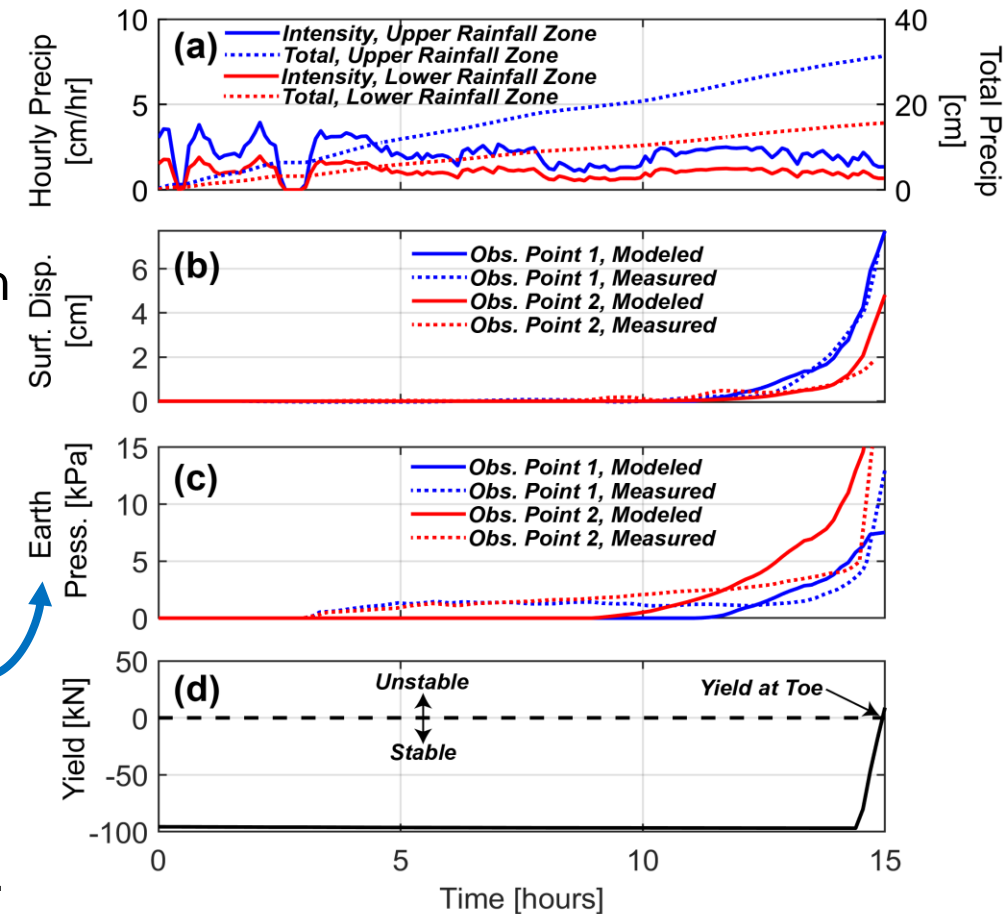 10
40
(a)
Intensity, Upper Rainfall Zone
Total, Upper Rainfall Zone
Intensity, Lower Rainfall Zone
Total, Lower Rainfall Zone
Hourly Precip
[cm/hr]
5
20
0
0
Total Precip
[cm]
n
(b)
Obs. Point 1, Modeled
Obs. Point 1, Measured
Obs. Point 2, Modeled
Obs. Point 2, Measured
Surf. Disp.
[cm]
6
4
2
0
(c)
Obs. Point 1, Modeled
Obs. Point 1, Measured
Obs. Point 2, Modeled
Obs. Point 2, Measured
Earth
Press. [kPa]
15
10
5
0
(d)
Unstable
Stable
Yield at Toe
Yield [kN]
50
0
-50
-100
0 5 10 15
Time [hours]